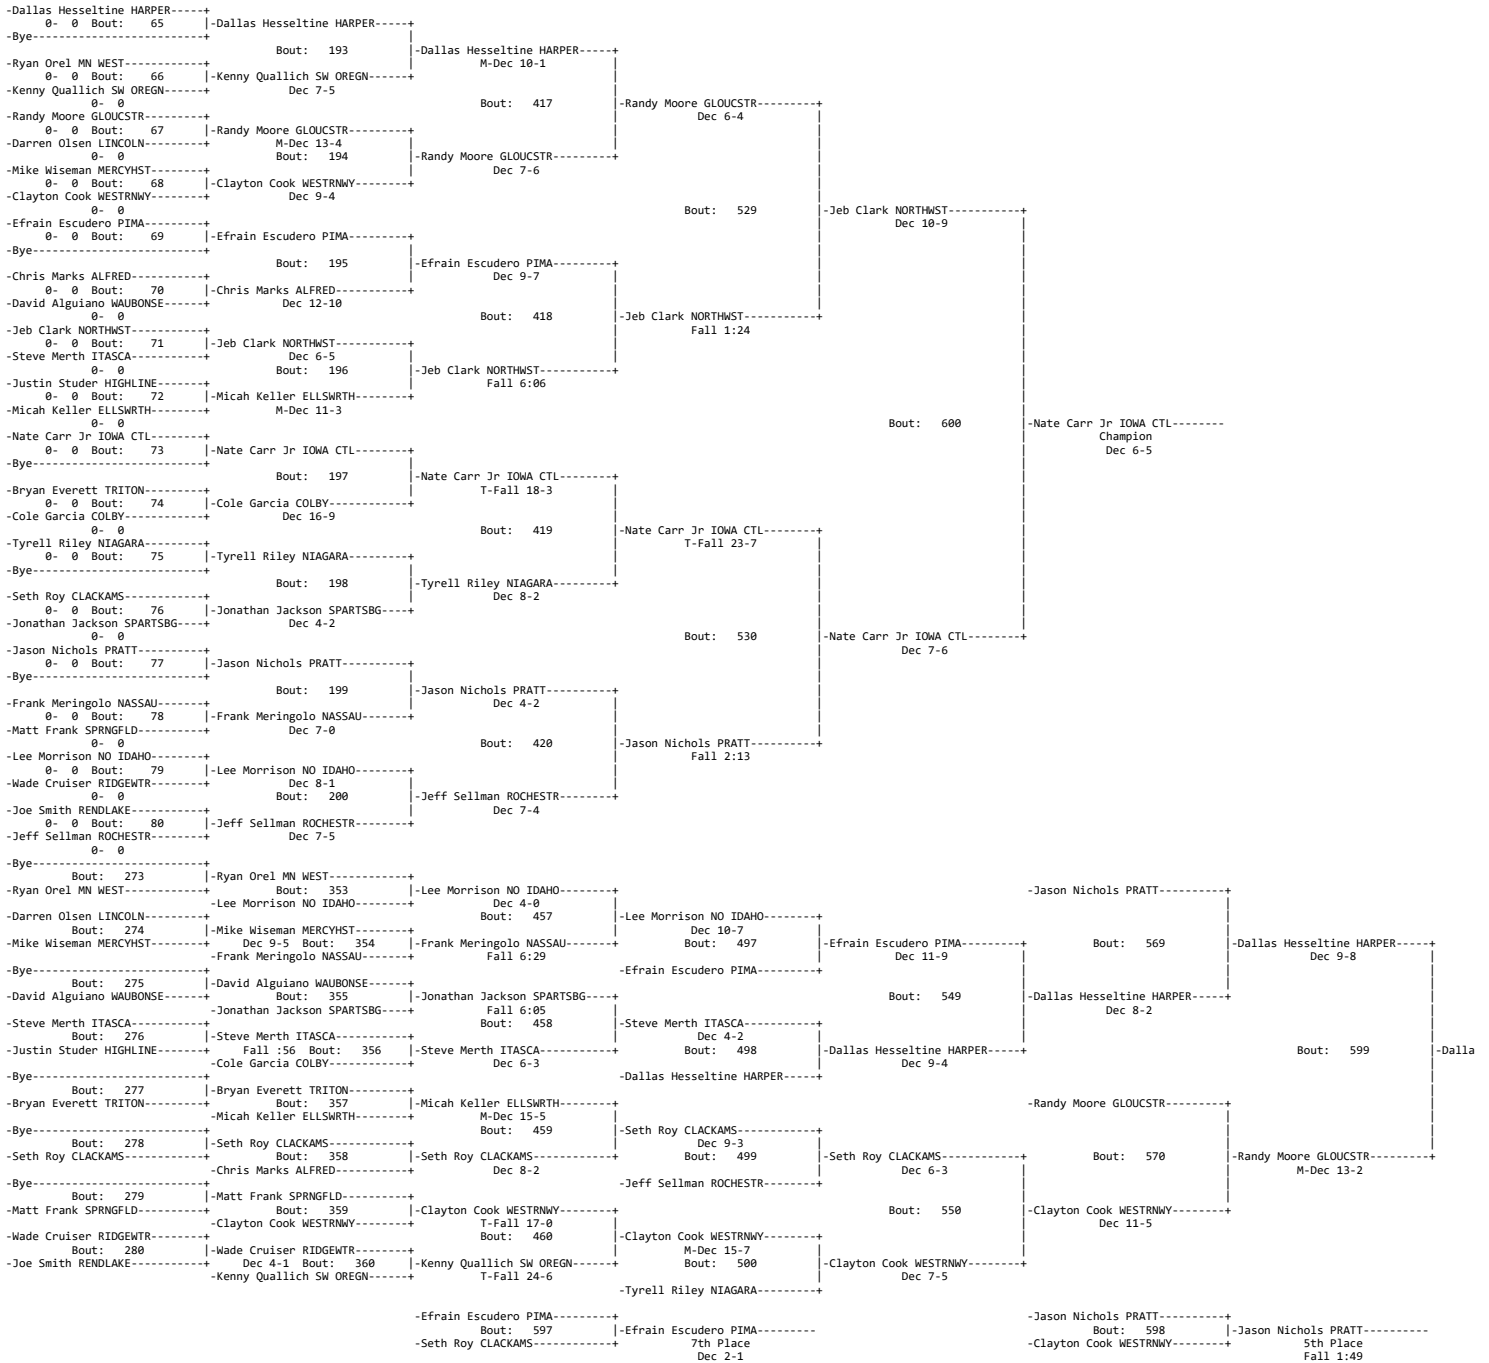 -Dallas Hesseltine HARPER-----+
0- 0 Bout: 65 |-Dallas Hesseltine HARPER-----+
-Bye--------------------------+ |
Bout: 193 |-Dallas Hesseltine HARPER-----+
-Ryan Orel MN WEST------------+ | M-Dec 10-1 |
0- 0 Bout: 66 |-Kenny Quallich SW OREGN------+ |
-Kenny Quallich SW OREGN------+ Dec 7-5 |
0- 0 Bout: 417 |-Randy Moore GLOUCSTR---------+
-Randy Moore GLOUCSTR---------+ | Dec 6-4 |
0- 0 Bout: 67 |-Randy Moore GLOUCSTR---------+ | |
-Darren Olsen LINCOLN---------+ M-Dec 13-4 | | |
0- 0 Bout: 194 |-Randy Moore GLOUCSTR---------+ |
-Mike Wiseman MERCYHST--------+ | Dec 7-6 |
0- 0 Bout: 68 |-Clayton Cook WESTRNWY--------+ |
-Clayton Cook WESTRNWY--------+ Dec 9-4 |
0- 0 Bout: 529 |-Jeb Clark NORTHWST-----------+
-Efrain Escudero PIMA---------+ | Dec 10-9 |
0- 0 Bout: 69 |-Efrain Escudero PIMA---------+ | |
-Bye--------------------------+ | | |
Bout: 195 |-Efrain Escudero PIMA---------+ | |
-Chris Marks ALFRED-----------+ | Dec 9-7 | | |
0- 0 Bout: 70 |-Chris Marks ALFRED-----------+ | | |
-David Alguiano WAUBONSE------+ Dec 12-10 | | |
0- 0 Bout: 418 |-Jeb Clark NORTHWST-----------+ |
-Jeb Clark NORTHWST-----------+ | Fall 1:24 |
0- 0 Bout: 71 |-Jeb Clark NORTHWST-----------+ | |
-Steve Merth ITASCA-----------+ Dec 6-5 | | |
0- 0 Bout: 196 |-Jeb Clark NORTHWST-----------+ |
-Justin Studer HIGHLINE-------+ | Fall 6:06 |
0- 0 Bout: 72 |-Micah Keller ELLSWRTH--------+ |
-Micah Keller ELLSWRTH--------+ M-Dec 11-3 |
0- 0 Bout: 600 |-Nate Carr Jr IOWA CTL--------
-Nate Carr Jr IOWA CTL--------+ | Champion
0- 0 Bout: 73 |-Nate Carr Jr IOWA CTL--------+ | Dec 6-5
-Bye--------------------------+ | |
Bout: 197 |-Nate Carr Jr IOWA CTL--------+ |
-Bryan Everett TRITON---------+ | T-Fall 18-3 | |
0- 0 Bout: 74 |-Cole Garcia COLBY------------+ | |
-Cole Garcia COLBY------------+ Dec 16-9 | |
0- 0 Bout: 419 |-Nate Carr Jr IOWA CTL--------+ |
-Tyrell Riley NIAGARA---------+ | T-Fall 23-7 | |
0- 0 Bout: 75 |-Tyrell Riley NIAGARA---------+ | | |
-Bye--------------------------+ | | | |
Bout: 198 |-Tyrell Riley NIAGARA---------+ | |
-Seth Roy CLACKAMS------------+ | Dec 8-2 | |
0- 0 Bout: 76 |-Jonathan Jackson SPARTSBG----+ | |
-Jonathan Jackson SPARTSBG----+ Dec 4-2 | |
0- 0 Bout: 530 |-Nate Carr Jr IOWA CTL--------+
-Jason Nichols PRATT----------+ | Dec 7-6
0- 0 Bout: 77 |-Jason Nichols PRATT----------+ |
-Bye--------------------------+ | |
Bout: 199 |-Jason Nichols PRATT----------+ |
-Frank Meringolo NASSAU-------+ | Dec 4-2 | |
0- 0 Bout: 78 |-Frank Meringolo NASSAU-------+ | |
-Matt Frank SPRNGFLD----------+ Dec 7-0 | |
0- 0 Bout: 420 |-Jason Nichols PRATT----------+
-Lee Morrison NO IDAHO--------+ | Fall 2:13
0- 0 Bout: 79 |-Lee Morrison NO IDAHO--------+ |
-Wade Cruiser RIDGEWTR--------+ Dec 8-1 | |
0- 0 Bout: 200 |-Jeff Sellman ROCHESTR--------+
-Joe Smith RENDLAKE-----------+ | Dec 7-4
0- 0 Bout: 80 |-Jeff Sellman ROCHESTR--------+
-Jeff Sellman ROCHESTR--------+ Dec 7-5
0- 0
-Bye--------------------------+
Bout: 273 |-Ryan Orel MN WEST------------+
-Ryan Orel MN WEST------------+ Bout: 353 |-Lee Morrison NO IDAHO--------+ -Jason Nichols PRATT----------+
-Lee Morrison NO IDAHO--------+ Dec 4-0 | |
-Darren Olsen LINCOLN---------+ Bout: 457 |-Lee Morrison NO IDAHO--------+ |
Bout: 274 |-Mike Wiseman MERCYHST--------+ | Dec 10-7 | |
-Mike Wiseman MERCYHST--------+ Dec 9-5 Bout: 354 |-Frank Meringolo NASSAU-------+ Bout: 497 |-Efrain Escudero PIMA---------+ Bout: 569 |-Dallas Hesseltine HARPER-----+
-Frank Meringolo NASSAU-------+ Fall 6:29 | Dec 11-9 | | Dec 9-8 |
-Bye--------------------------+ -Efrain Escudero PIMA---------+ | | |
Bout: 275 |-David Alguiano WAUBONSE------+ | | |
-David Alguiano WAUBONSE------+ Bout: 355 |-Jonathan Jackson SPARTSBG----+ Bout: 549 |-Dallas Hesseltine HARPER-----+ |
-Jonathan Jackson SPARTSBG----+ Fall 6:05 | | Dec 8-2 |
-Steve Merth ITASCA-----------+ Bout: 458 |-Steve Merth ITASCA-----------+ | |
Bout: 276 |-Steve Merth ITASCA-----------+ | Dec 4-2 | | |
-Justin Studer HIGHLINE-------+ Fall :56 Bout: 356 |-Steve Merth ITASCA-----------+ Bout: 498 |-Dallas Hesseltine HARPER-----+ Bout: 599 |-Dalla
-Cole Garcia COLBY------------+ Dec 6-3 | Dec 9-4 |
-Bye--------------------------+ -Dallas Hesseltine HARPER-----+ |
Bout: 277 |-Bryan Everett TRITON---------+ |
-Bryan Everett TRITON---------+ Bout: 357 |-Micah Keller ELLSWRTH--------+ -Randy Moore GLOUCSTR---------+ |
-Micah Keller ELLSWRTH--------+ M-Dec 15-5 | | |
-Bye--------------------------+ Bout: 459 |-Seth Roy CLACKAMS------------+ | |
Bout: 278 |-Seth Roy CLACKAMS------------+ | Dec 9-3 | | |
-Seth Roy CLACKAMS------------+ Bout: 358 |-Seth Roy CLACKAMS------------+ Bout: 499 |-Seth Roy CLACKAMS------------+ Bout: 570 |-Randy Moore GLOUCSTR---------+
-Chris Marks ALFRED-----------+ Dec 8-2 | Dec 6-3 | | M-Dec 13-2
-Bye--------------------------+ -Jeff Sellman ROCHESTR--------+ | |
Bout: 279 |-Matt Frank SPRNGFLD----------+ | |
-Matt Frank SPRNGFLD----------+ Bout: 359 |-Clayton Cook WESTRNWY--------+ Bout: 550 |-Clayton Cook WESTRNWY--------+
-Clayton Cook WESTRNWY--------+ T-Fall 17-0 | | Dec 11-5
-Wade Cruiser RIDGEWTR--------+ Bout: 460 |-Clayton Cook WESTRNWY--------+ |
Bout: 280 |-Wade Cruiser RIDGEWTR--------+ | M-Dec 15-7 | |
-Joe Smith RENDLAKE-----------+ Dec 4-1 Bout: 360 |-Kenny Quallich SW OREGN------+ Bout: 500 |-Clayton Cook WESTRNWY--------+
-Kenny Quallich SW OREGN------+ T-Fall 24-6 | Dec 7-5
-Tyrell Riley NIAGARA---------+
-Efrain Escudero PIMA---------+ -Jason Nichols PRATT----------+
Bout: 597 |-Efrain Escudero PIMA--------- Bout: 598 |-Jason Nichols PRATT----------
-Seth Roy CLACKAMS------------+ 7th Place -Clayton Cook WESTRNWY--------+ 5th Place
Dec 2-1 Fall 1:49